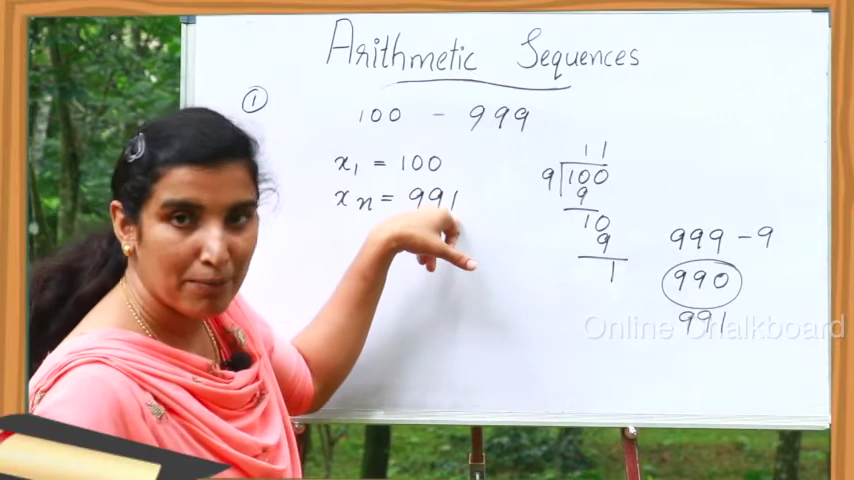 Arithmetic Sequences
①
100 - 999
x₁ = 100
xₙ = 991
11
9 100
9
10
9
1
999 - 9
990
991
Online Chalkboard